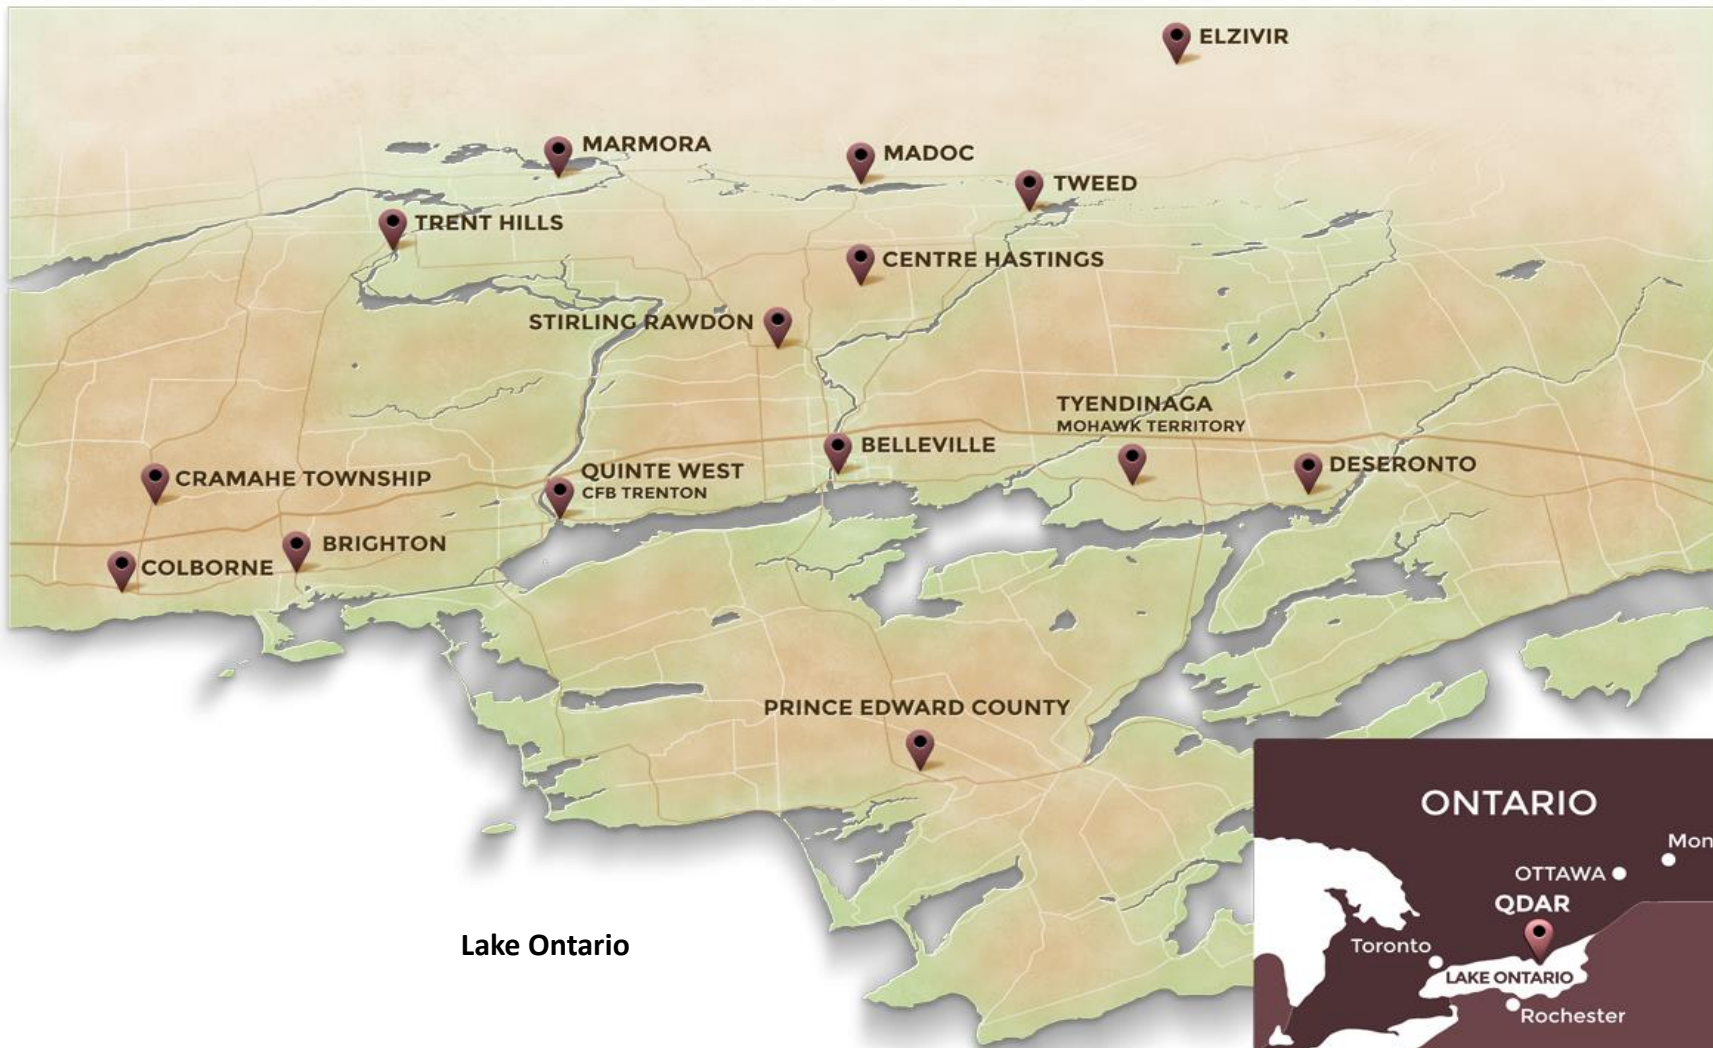 ELZIVIR
MARMORA
MADOC
TWEED
TRENT HILLS
CENTRE HASTINGS
STIRLING RAWDON
TYENDINAGA
MOHAWK TERRITORY
BELLEVILLE
QUINTE WEST
CFB TRENTON
DESERONTO
CRAMAHE TOWNSHIP
BRIGHTON
COLBORNE
PRINCE EDWARD COUNTY
Lake Ontario
ONTARIO
Mon
OTTAWA
QDAR
Toronto
LAKE ONTARIO
Rochester